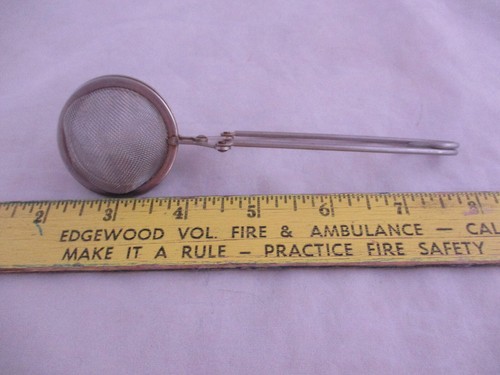 2 3 4 5 6 7 8
EDGEWOOD VOL. FIRE & AMBULANCE — CAL
MAKE IT A RULE — PRACTICE FIRE SAFETY